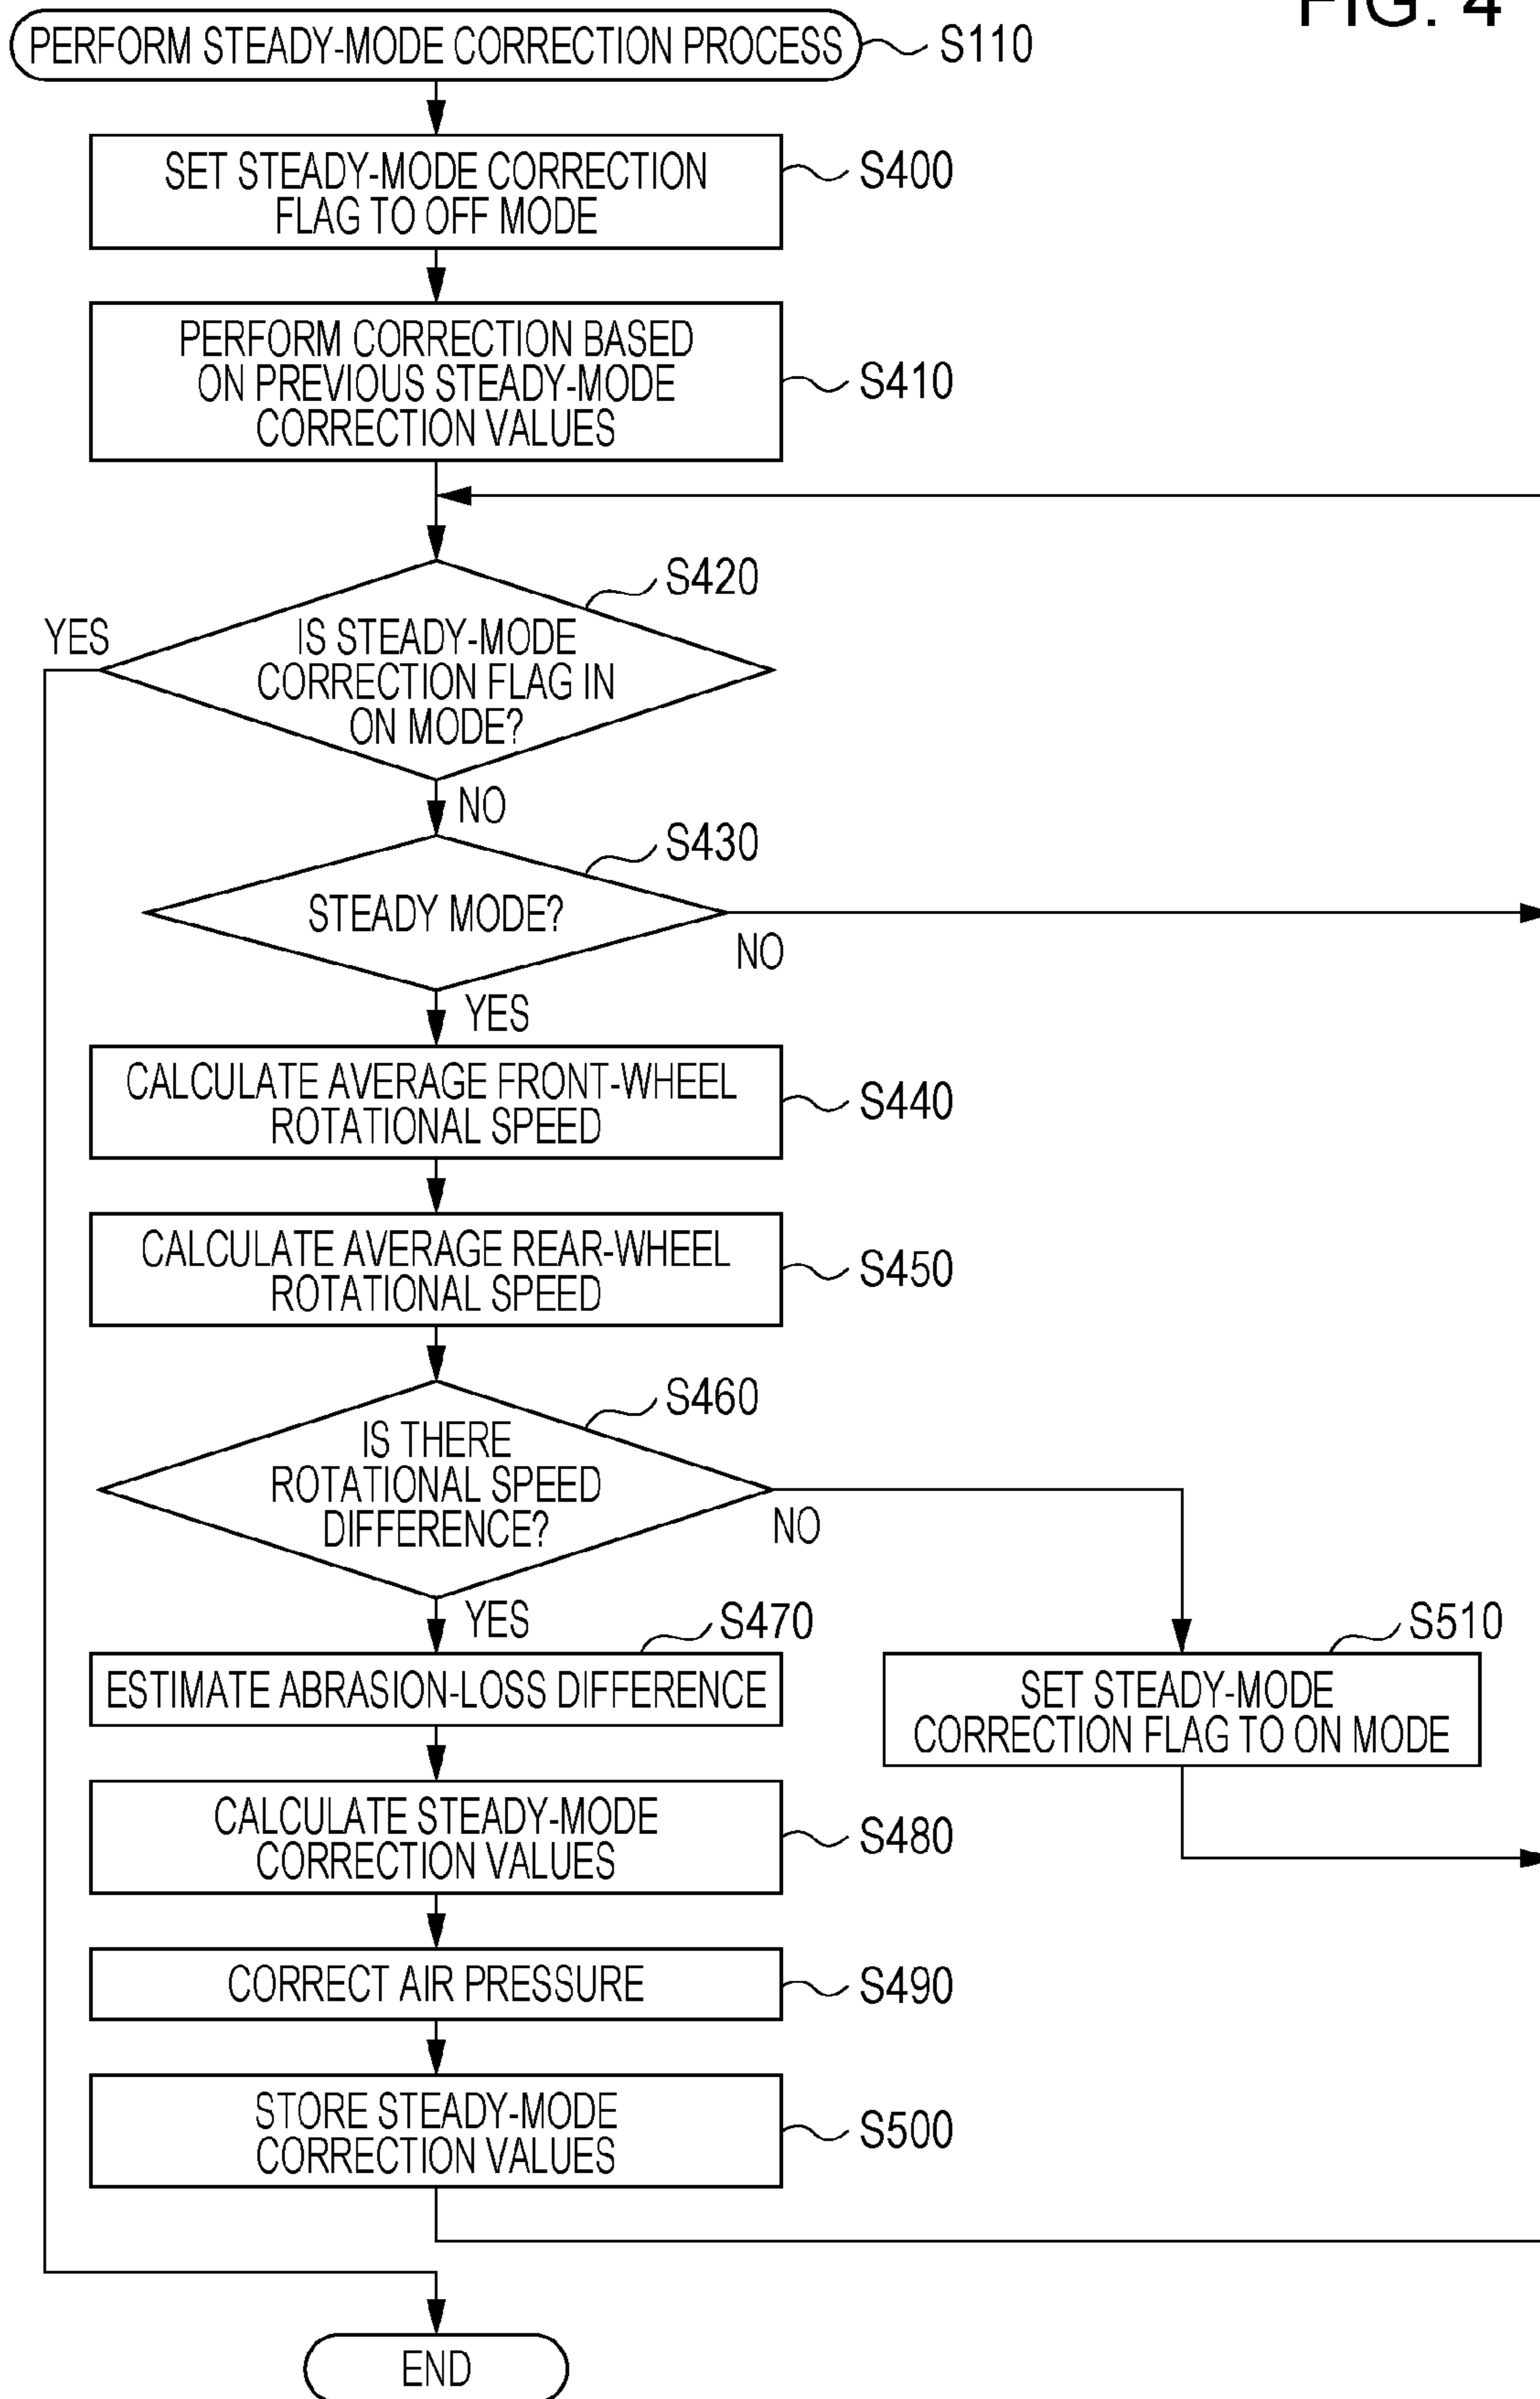 FIG. 4
PERFORM STEADY-MODE CORRECTION PROCESS
S110
SET STEADY-MODE CORRECTION
FLAG TO OFF MODE
S400
PERFORM CORRECTION BASED
ON PREVIOUS STEADY-MODE
CORRECTION VALUES
S410
S420
YES
IS STEADY-MODE
CORRECTION FLAG IN
ON MODE?
NO
S430
STEADY MODE?
NO
YES
CALCULATE AVERAGE FRONT-WHEEL
ROTATIONAL SPEED
S440
CALCULATE AVERAGE REAR-WHEEL
ROTATIONAL SPEED
S450
S460
IS THERE
ROTATIONAL SPEED
DIFFERENCE?
NO
YES
S470
ESTIMATE ABRASION-LOSS DIFFERENCE
S510
SET STEADY-MODE
CORRECTION FLAG TO ON MODE
CALCULATE STEADY-MODE
CORRECTION VALUES
S480
CORRECT AIR PRESSURE
S490
STORE STEADY-MODE
CORRECTION VALUES
S500
END